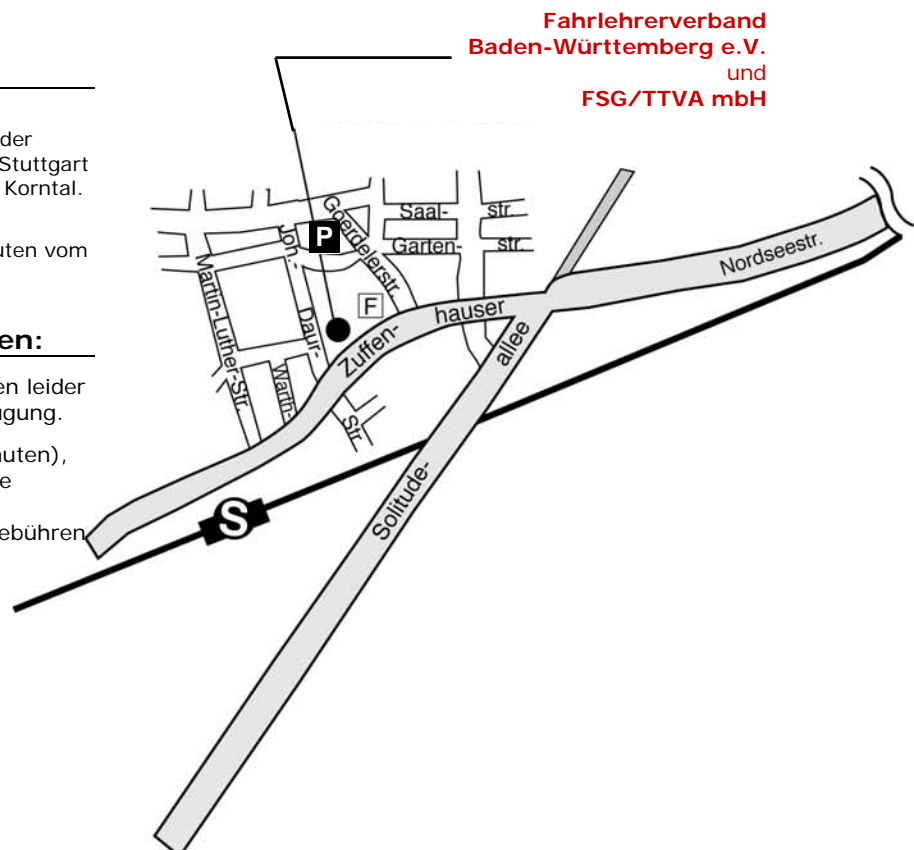 Fahrlehrerverband
Baden-Württemberg e.V.
und
FSG/TTVA mbH
der
Stuttgart
Korntal.
uten vom
en:
en leider
gung.
uten),
e
ebühren
Saal- str.
Garten- str.
Goerdelerstr.
Joh.-
Daur-
Str.
Martin-Luther-Str.
Warth-
P
F
Zuffen-
hauser
allee
Solitude-
Nordseestr.
S